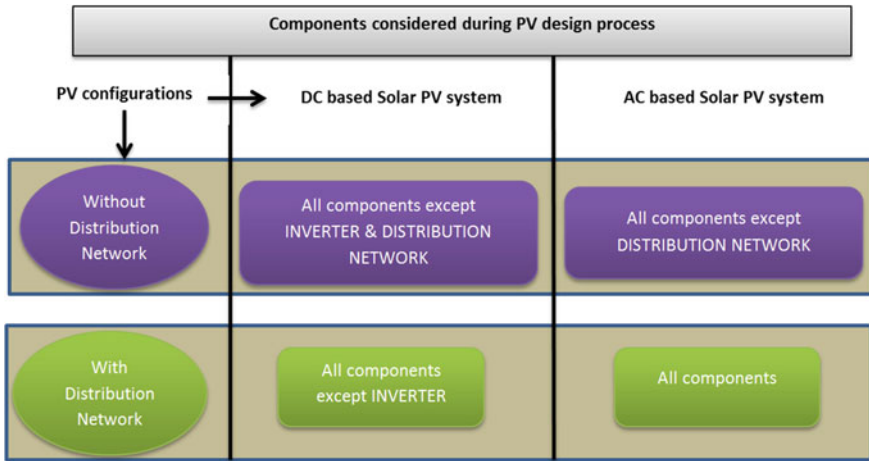 Components considered during PV design process
PV configurations
DC based Solar PV system
AC based Solar PV system
Without
Distribution
Network
All components except
INVERTER & DISTRIBUTION
NETWORK
All components except
DISTRIBUTION NETWORK
With
Distribution
Network
All components
except INVERTER
All components